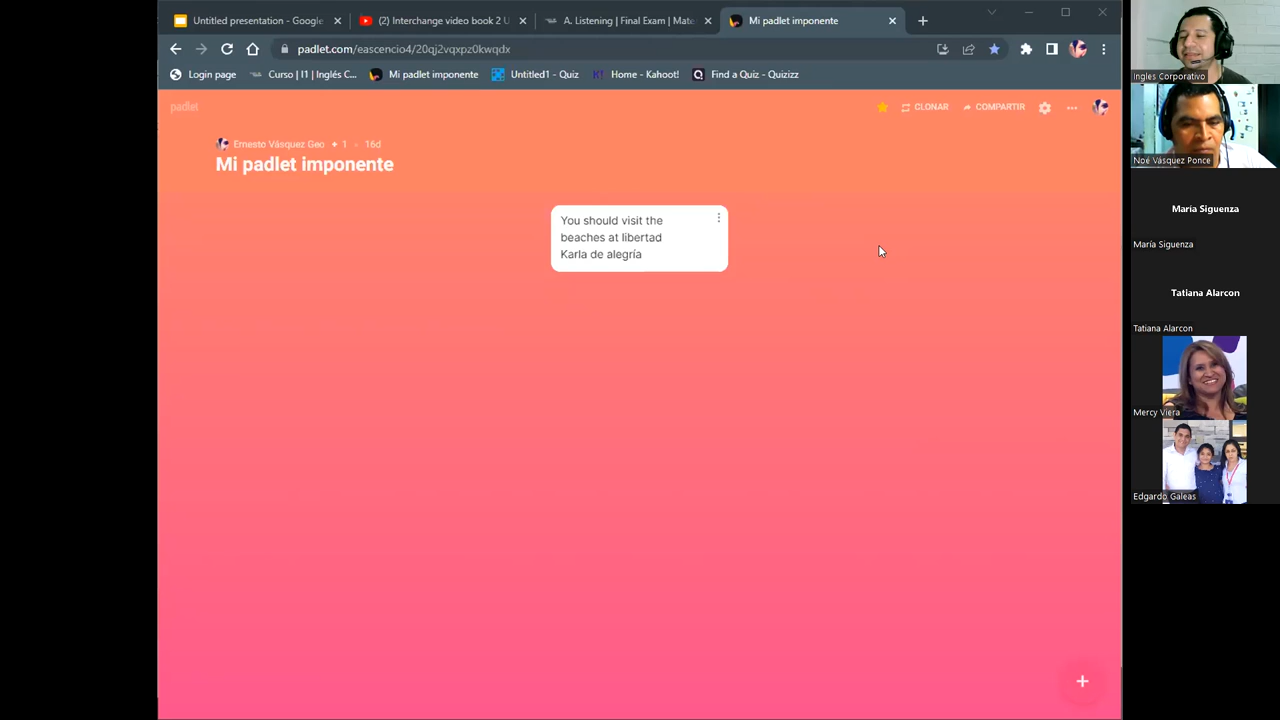 Untitled presentation - Google
(2) Interchange video book 2 U
A. Listening | Final Exam | Mate
Mi padlet imponente
padlet.com/eascencio4/20qj2vqxpz0kwqdx
Login page
Curso | I1 | Inglés C...
Mi padlet imponente
Untitled1 - Quiz
Home - Kahoot!
Find a Quiz - Quizizz
padlet
CLONAR
COMPARTIR
Ernesto Vásquez Geo
1
16d
Mi padlet imponente
You should visit the
beaches at libertad
Karla de alegría
Ingles Corporativo
Noé Vásquez Ponce
Maria Siguenza
María Siguenza
Tatiana Alarcon
Tatiana Alarcon
Mercy Viera
Edgardo Galeas